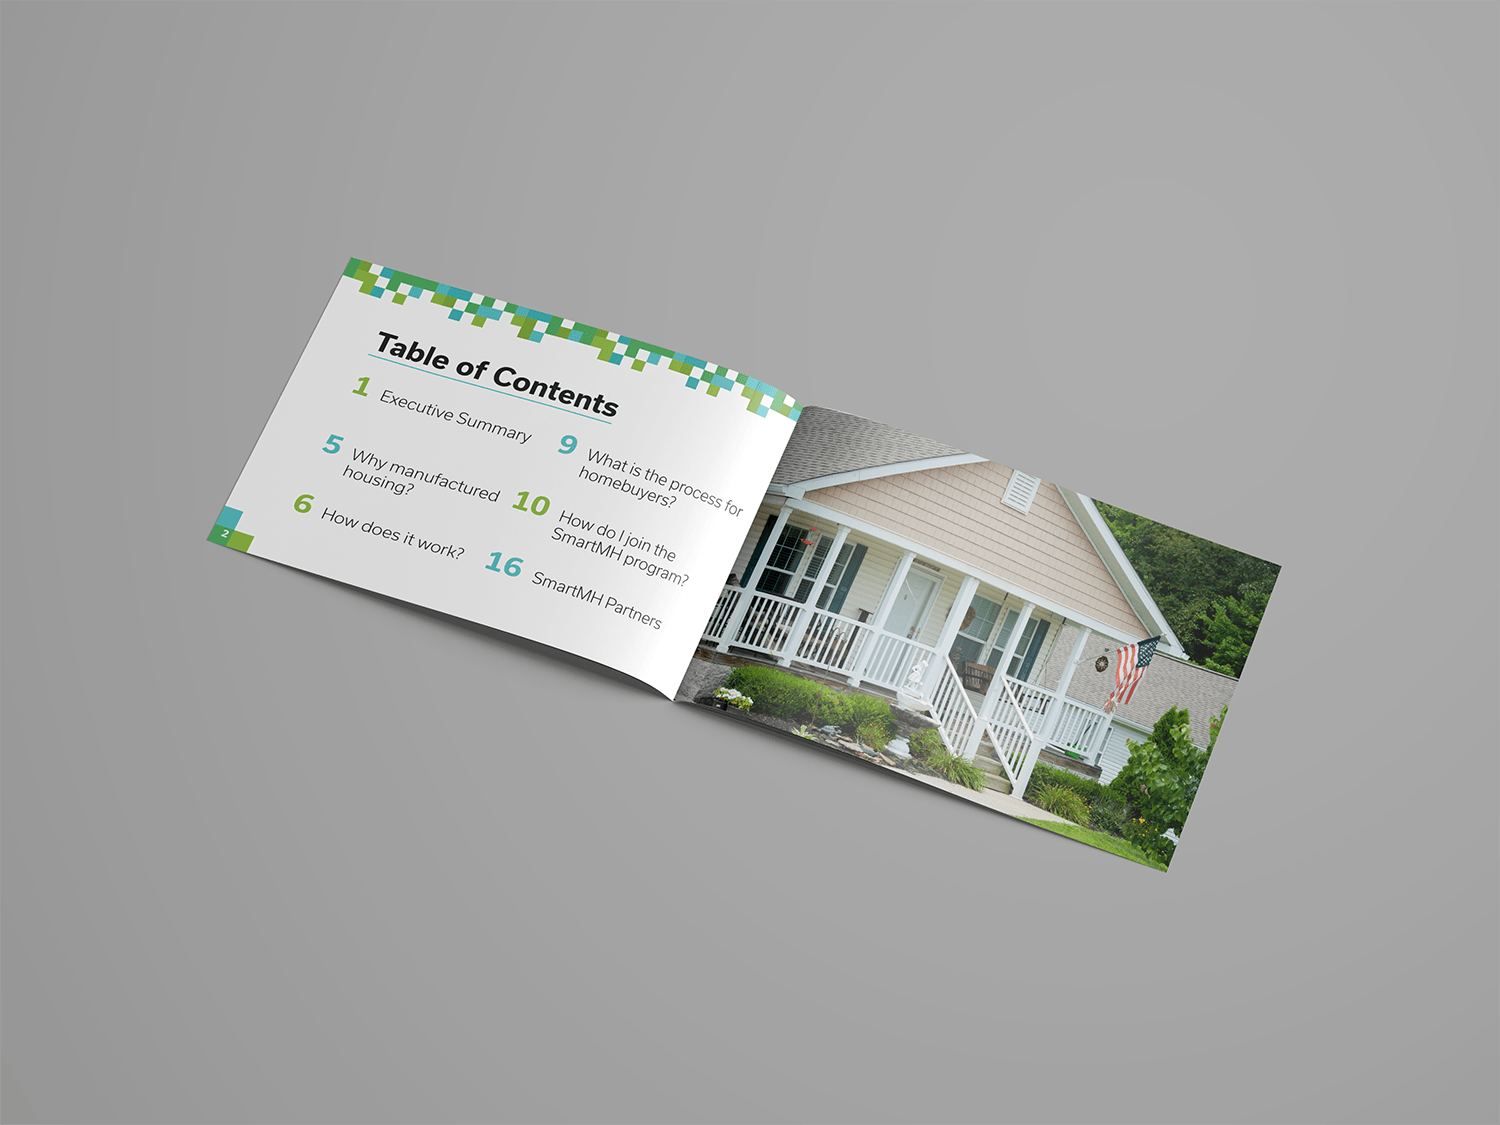 Table of Contents
1 Executive Summary
5 Why manufactured
housing?
6 How does it work?
9 What is the process for
homebuyers?
10 How do I join the
SmartMH program?
16 SmartMH Partners
2